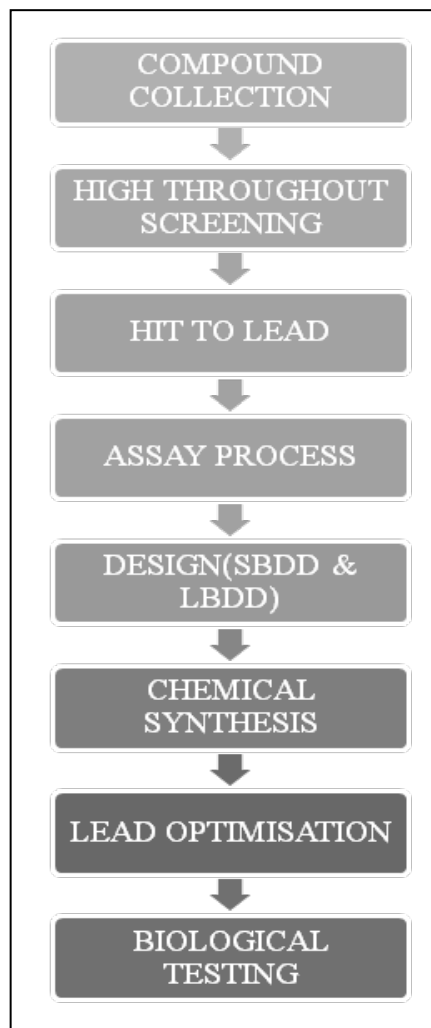 COMPOUND
COLLECTION
HIGH THROUGHOUT
SCREENING
HIT TO LEAD
ASSAY PROCESS
DESIGN(SBDD &
LBDD)
CHEMICAL
SYNTHESIS
LEAD OPTIMISATION
BIOLOGICAL
TESTING